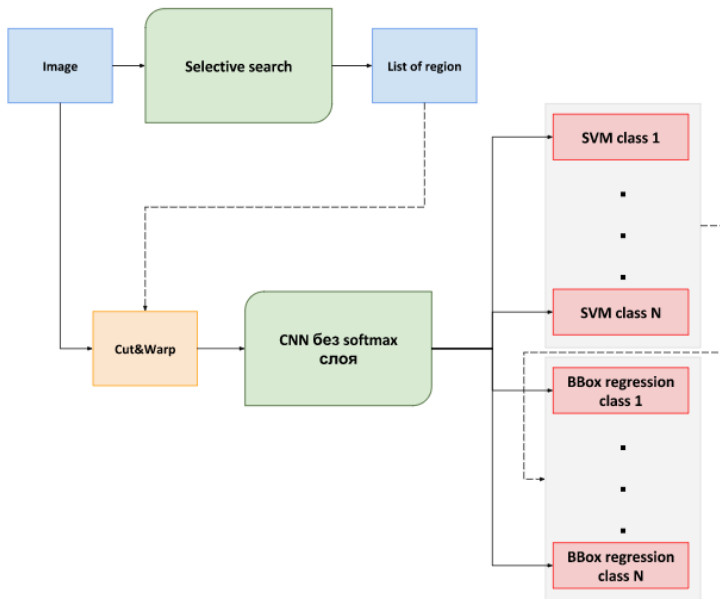 Image
Selective search
List of region
SVM class 1
SVM class N
Cut&Warp
CNN без softmax
слоя
BBox regression
class 1
BBox regression
class N